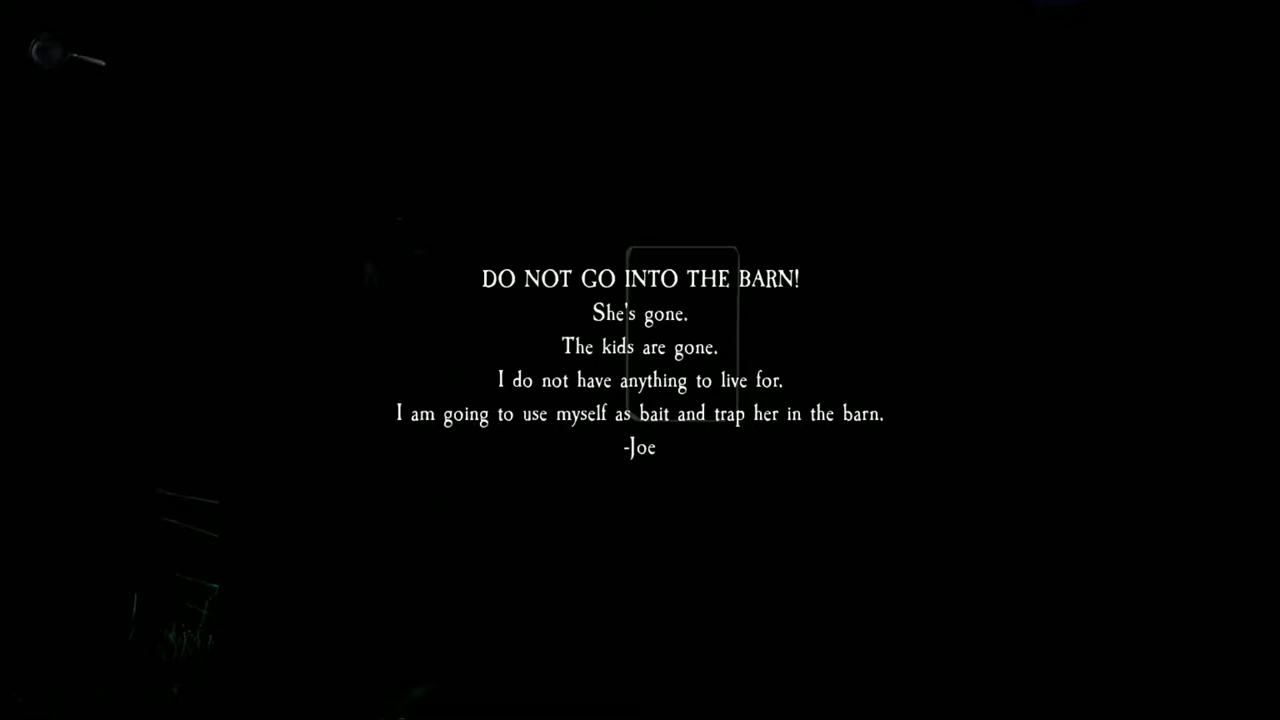 DO NOT GO INTO THE BARN!
She's gone.
The kids are gone.
I do not have anything to live for.
I am going to use myself as bait and trap her in the barn.
-Joe